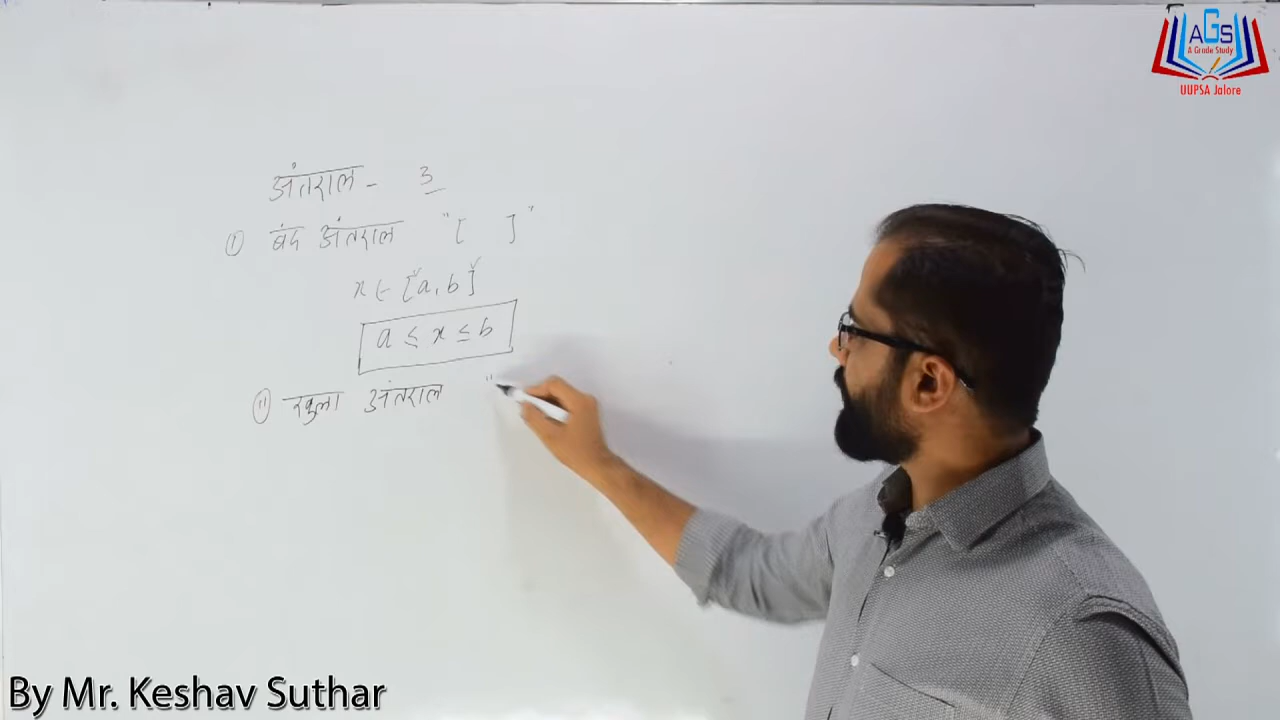 AGS
A Grade Study
UUPSA Jalore
अंतराल - 3
① बंद अंतराल "[ ]"
x ∈ [a, b]
a ≤ x ≤ b
(ii) खुला अंतराल "
By Mr. Keshav Suthar